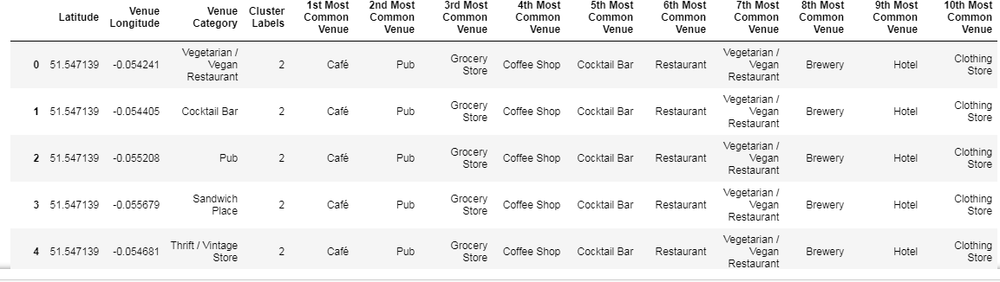 Latitude Venue Longitude Venue Category Cluster Labels 1st Most Common Venue 2nd Most Common Venue 3rd Most Common Venue 4th Most Common Venue 5th Most Common Venue 6th Most Common Venue 7th Most Common Venue 8th Most Common Venue 9th Most Common Venue 10th Most Common Venue
0 51.547139 -0.054241 Vegetarian / Vegan Restaurant 2 Café Pub Grocery Store Coffee Shop Cocktail Bar Restaurant Vegetarian / Vegan Restaurant Brewery Hotel Clothing Store
1 51.547139 -0.054405 Cocktail Bar 2 Café Pub Grocery Store Coffee Shop Cocktail Bar Restaurant Vegetarian / Vegan Restaurant Brewery Hotel Clothing Store
2 51.547139 -0.055208 Pub 2 Café Pub Grocery Store Coffee Shop Cocktail Bar Restaurant Vegetarian / Vegan Restaurant Brewery Hotel Clothing Store
3 51.547139 -0.055679 Sandwich Place 2 Café Pub Grocery Store Coffee Shop Cocktail Bar Restaurant Vegetarian / Vegan Restaurant Brewery Hotel Clothing Store
4 51.547139 -0.054681 Thrift / Vintage Store 2 Café Pub Grocery Store Coffee Shop Cocktail Bar Restaurant Vegetarian / Vegan Restaurant Brewery Hotel Clothing Store